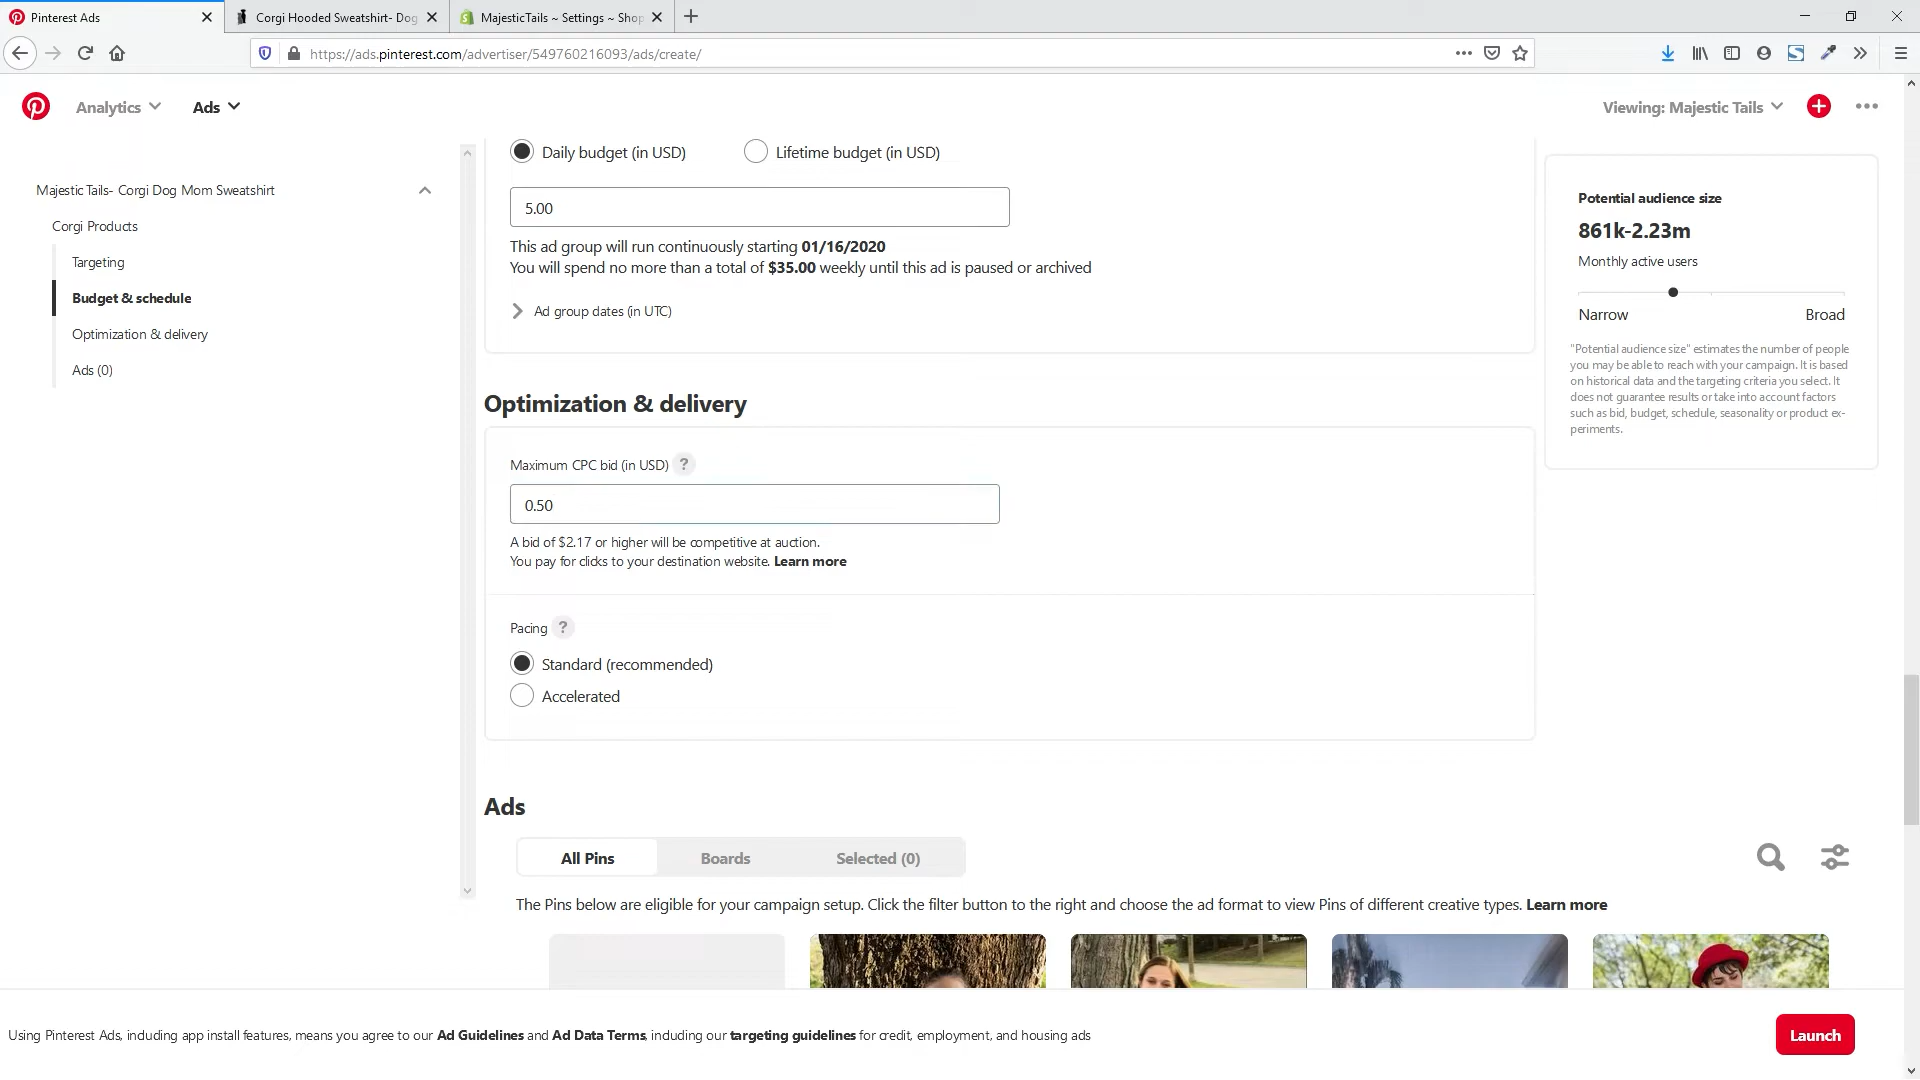 Pinterest Ads
Corgi Hooded Sweatshirt- Dog
MajesticTails ~ Settings ~ Shop
https://ads.pinterest.com/advertiser/549760216093/ads/create/
Analytics
Ads
Viewing: Majestic Tails
Majestic Tails- Corgi Dog Mom Sweatshirt
Corgi Products
Targeting
Budget & schedule
Optimization & delivery
Ads (0)
Daily budget (in USD)
Lifetime budget (in USD)
5.00
This ad group will run continuously starting 01/16/2020
You will spend no more than a total of $35.00 weekly until this ad is paused or archived
Ad group dates (in UTC)
Optimization & delivery
Maximum CPC bid (in USD) ?
0.50
A bid of $2.17 or higher will be competitive at auction.
You pay for clicks to your destination website. Learn more
Pacing ?
Standard (recommended)
Accelerated
Ads
All Pins
Boards
Selected (0)
The Pins below are eligible for your campaign setup. Click the filter button to the right and choose the ad format to view Pins of different creative types. Learn more
Potential audience size
861k-2.23m
Monthly active users
Narrow
Broad
"Potential audience size" estimates the number of people
you may be able to reach with your campaign. It is based
on historical data and the targeting criteria you select. It
does not guarantee results or take into account factors
such as bid, budget, schedule, seasonality or product ex-
periments.
Using Pinterest Ads, including app install features, means you agree to our Ad Guidelines and Ad Data Terms, including our targeting guidelines for credit, employment, and housing ads
Launch